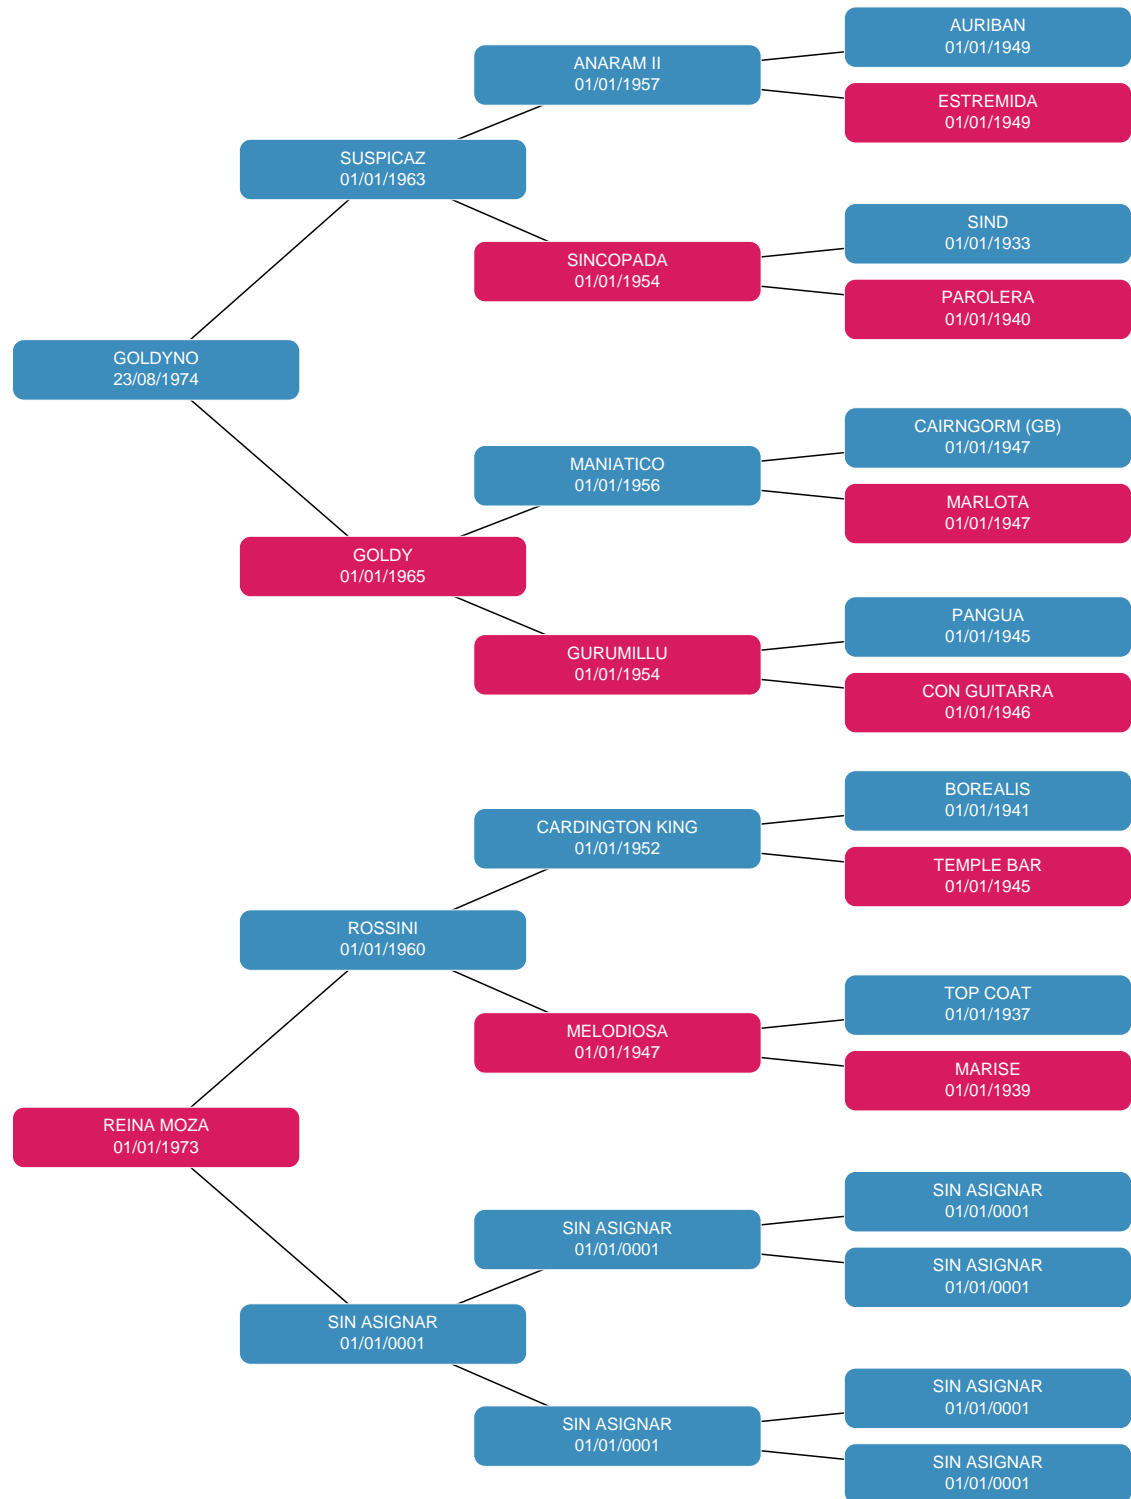 AURIBAN
01/01/1949
ANARAM II
01/01/1957
ESTREMIDA
01/01/1949
SUSPICAZ
01/01/1963
SIND
01/01/1933
SINCOPADA
01/01/1954
PAROLERA
01/01/1940
GOLDYNO
23/08/1974
CAIRNGORM (GB)
01/01/1947
MANIATICO
01/01/1956
MARLOTA
01/01/1947
GOLDY
01/01/1965
PANGUA
01/01/1945
GURUMILLU
01/01/1954
CON GUITARRA
01/01/1946
BOREALIS
01/01/1941
CARDINGTON KING
01/01/1952
TEMPLE BAR
01/01/1945
ROSSINI
01/01/1960
TOP COAT
01/01/1937
MELODIOSA
01/01/1947
MARISE
01/01/1939
REINA MOZA
01/01/1973
SIN ASIGNAR
01/01/0001
SIN ASIGNAR
01/01/0001
SIN ASIGNAR
01/01/0001
SIN ASIGNAR
01/01/0001
SIN ASIGNAR
01/01/0001
SIN ASIGNAR
01/01/0001
SIN ASIGNAR
01/01/0001